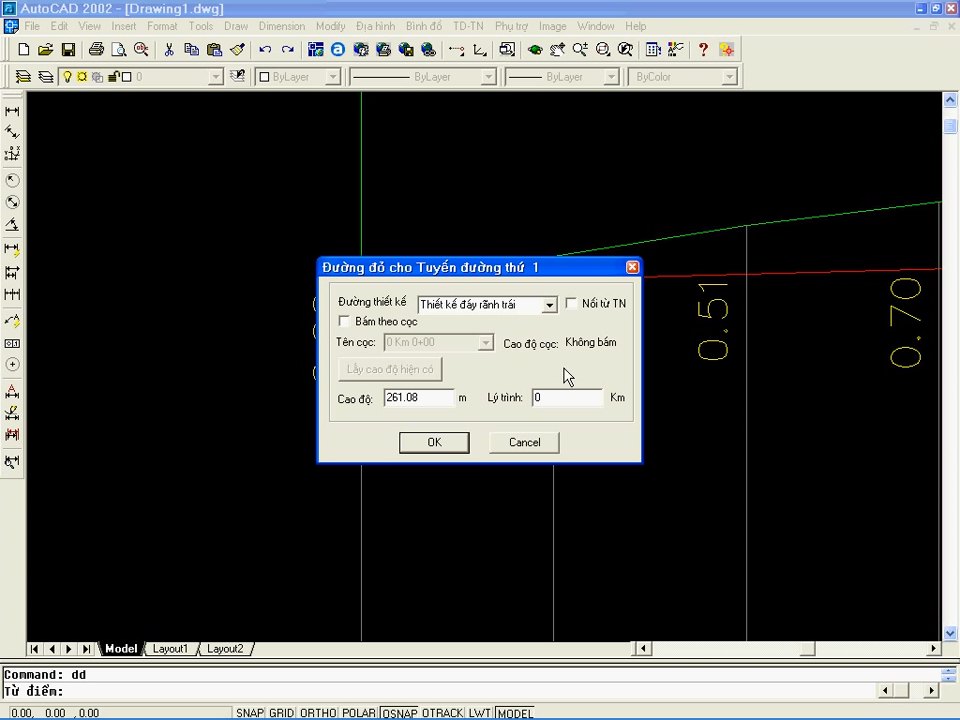 AutoCAD 2002 - [Drawing1.dwg]
File Edit View Insert Format Tools Draw Dimension Modify Địa hình Bình đồ TD-TN Phụ trợ Image Window Help
0 ByLayer ByLayer ByLayer ByColor
Đường đỏ cho Tuyến đường thứ 1
Đường thiết kế Thiết kế đáy rãnh trái Nối từ TN
Bám theo cọc
Tên cọc: 0 Km 0+00 Cao độ cọc: Không bám
Lấy cao độ hiện có
Cao độ: 261.08 m Lý trình: 0 Km
OK Cancel
0.51
0.70
Model Layout1 Layout2
Command: dd
Từ điểm:
0.00, 0.00 ,0.00 SNAP GRID ORTHO POLAR OSNAP OTRACK LWT MODEL